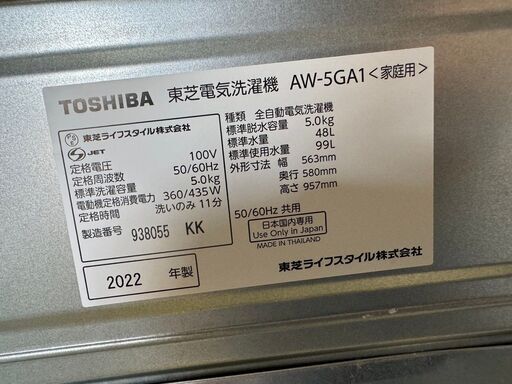 TOSHIBA 東芝電気洗濯機 AW-5GA1<家庭用>
東芝ライフスタイル株式会社
JET
定格電圧 100V
定格周波数 50/60Hz
標準洗濯容量 5.0kg
電動機定格消費電力 360/435W
定格時間 洗いのみ 11分
製造番号 938055 KK
2022 年製
種類 全自動電気洗濯機
標準脱水容量 5.0kg
標準水量 48L
標準使用水量 99L
外形寸法 幅 563mm
奥行 580mm
高さ 957mm
50/60Hz 共用
日本国内専用
Use Only in Japan
MADE IN THAILAND
東芝ライフスタイル株式会社